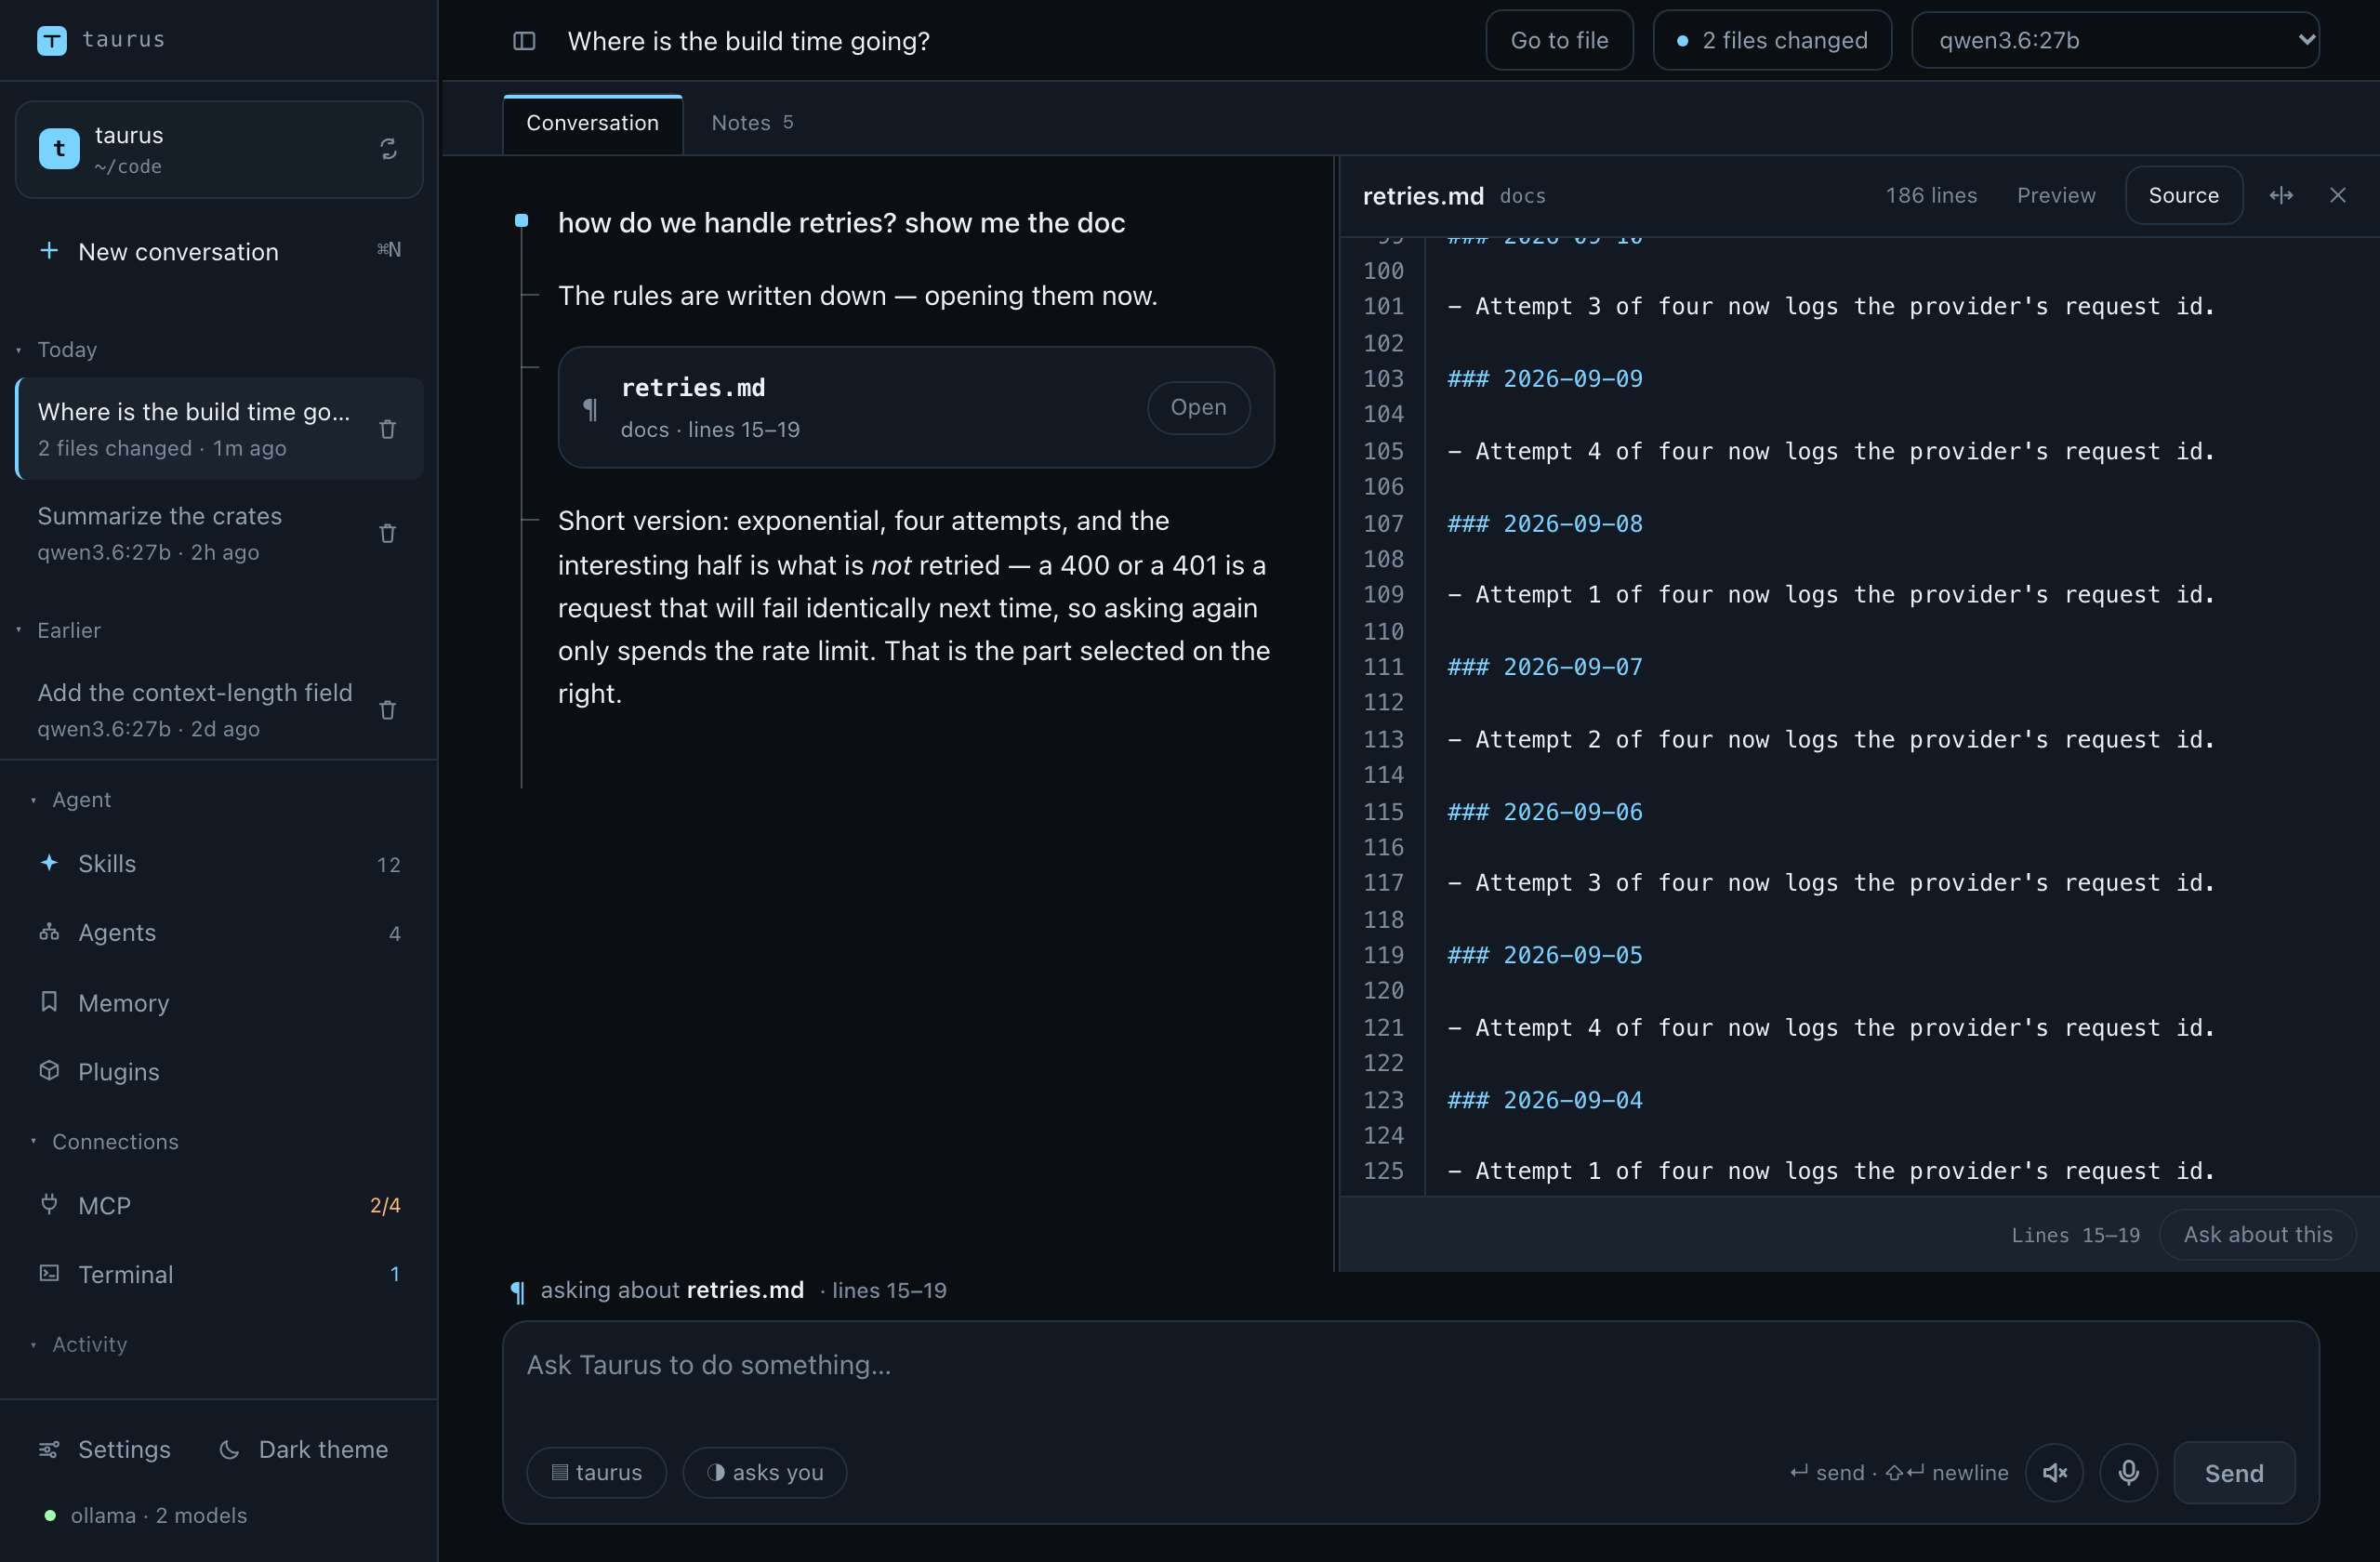 taurus
t
taurus
~/code
New conversation ⌘N
Today
Where is the build time go...
2 files changed · 1m ago
Summarize the crates
qwen3.6:27b · 2h ago
Earlier
Add the context-length field
qwen3.6:27b · 2d ago
Agent
Skills 12
Agents 4
Memory
Plugins
Connections
MCP 2/4
Terminal 1
Activity
Settings Dark theme
ollama · 2 models
Where is the build time going?
Go to file
2 files changed
qwen3.6:27b
Conversation
Notes 5
how do we handle retries? show me the doc
The rules are written down — opening them now.
¶ retries.md
docs · lines 15–19
Open
Short version: exponential, four attempts, and the
interesting half is what is not retried — a 400 or a 401 is a
request that will fail identically next time, so asking again
only spends the rate limit. That is the part selected on the
right.
retries.md docs 186 lines Preview Source
99 ### 2026-09-10
100
101 - Attempt 3 of four now logs the provider's request id.
102
103 ### 2026-09-09
104
105 - Attempt 4 of four now logs the provider's request id.
106
107 ### 2026-09-08
108
109 - Attempt 1 of four now logs the provider's request id.
110
111 ### 2026-09-07
112
113 - Attempt 2 of four now logs the provider's request id.
114
115 ### 2026-09-06
116
117 - Attempt 3 of four now logs the provider's request id.
118
119 ### 2026-09-05
120
121 - Attempt 4 of four now logs the provider's request id.
122
123 ### 2026-09-04
124
125 - Attempt 1 of four now logs the provider's request id.
Lines 15–19 Ask about this
¶ asking about retries.md · lines 15–19
Ask Taurus to do something...
taurus
asks you
↵ send · ⇧↵ newline
Send